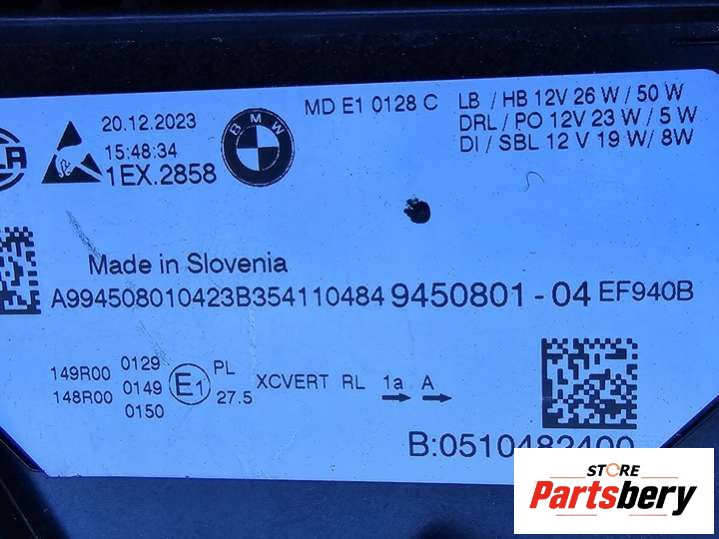 LA
20.12.2023
15:48:34
1EX.2858
BMW
MD E1 0128 C
LB / HB 12V 26 W / 50 W
DRL / PO 12V 23 W / 5 W
DI / SBL 12 V 19 W/ 8W
Made in Slovenia
A994508010423B354110484 9450801 - 04 EF940B
149R00 0129
148R00 0149
0150
E1
PL
27.5
XCVERT RL 1a A
B:0510482400
STORE
Partsbery